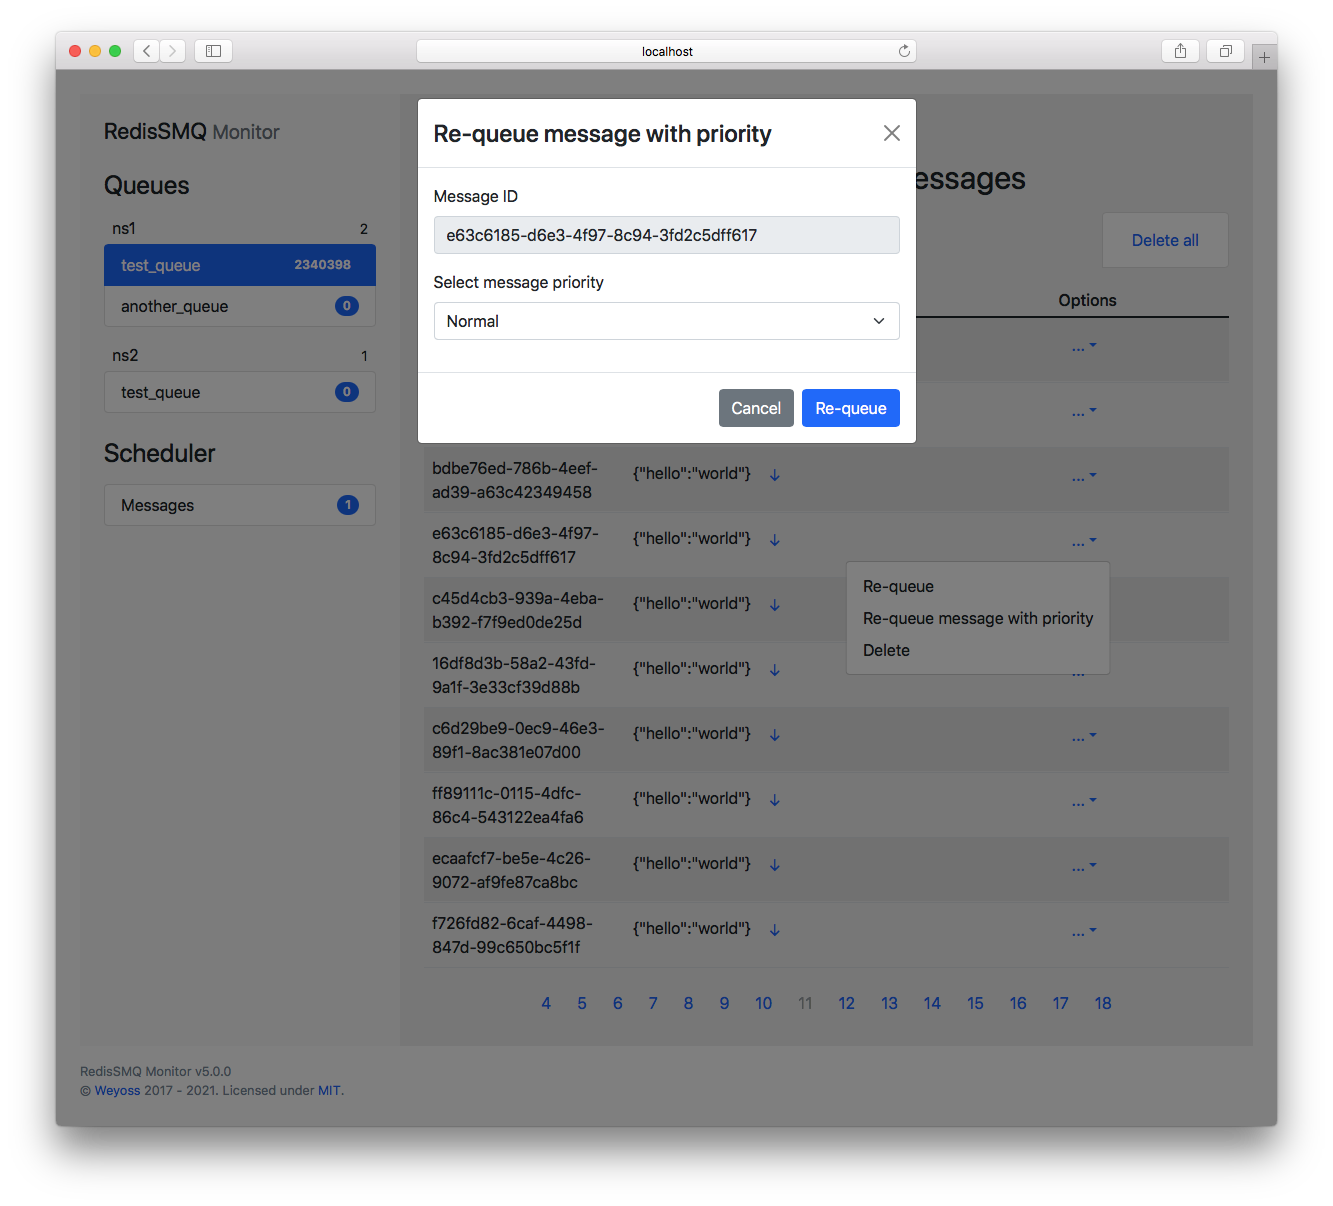 localhost
RedisSMQ Monitor
Queues
ns1 2
test_queue 2340398
another_queue 0
ns2 1
test_queue 0
Scheduler
Messages 1
Re-queue message with priority
Message ID
e63c6185-d6e3-4f97-8c94-3fd2c5dff617
Select message priority
Normal
Cancel Re-queue
essages
Delete all
Options
...
...
bdbe76ed-786b-4eef- {"hello":"world"} ↓ ...
ad39-a63c42349458
e63c6185-d6e3-4f97- {"hello":"world"} ↓ ...
8c94-3fd2c5dff617
Re-queue
Re-queue message with priority
Delete
c45d4cb3-939a-4eba- {"hello":"world"} ↓
b392-f7f9ed0de25d
16df8d3b-58a2-43fd- {"hello":"world"} ↓ ...
9a1f-3e33cf39d88b
c6d29be9-0ec9-46e3- {"hello":"world"} ↓ ...
89f1-8ac381e07d00
ff89111c-0115-4dfc- {"hello":"world"} ↓ ...
86c4-543122ea4fa6
ecaafcf7-be5e-4c26- {"hello":"world"} ↓ ...
9072-af9fe87ca8bc
f726fd82-6caf-4498- {"hello":"world"} ↓ ...
847d-99c650bc5f1f
4 5 6 7 8 9 10 11 12 13 14 15 16 17 18
RedisSMQ Monitor v5.0.0
© Weyoss 2017 - 2021. Licensed under MIT.